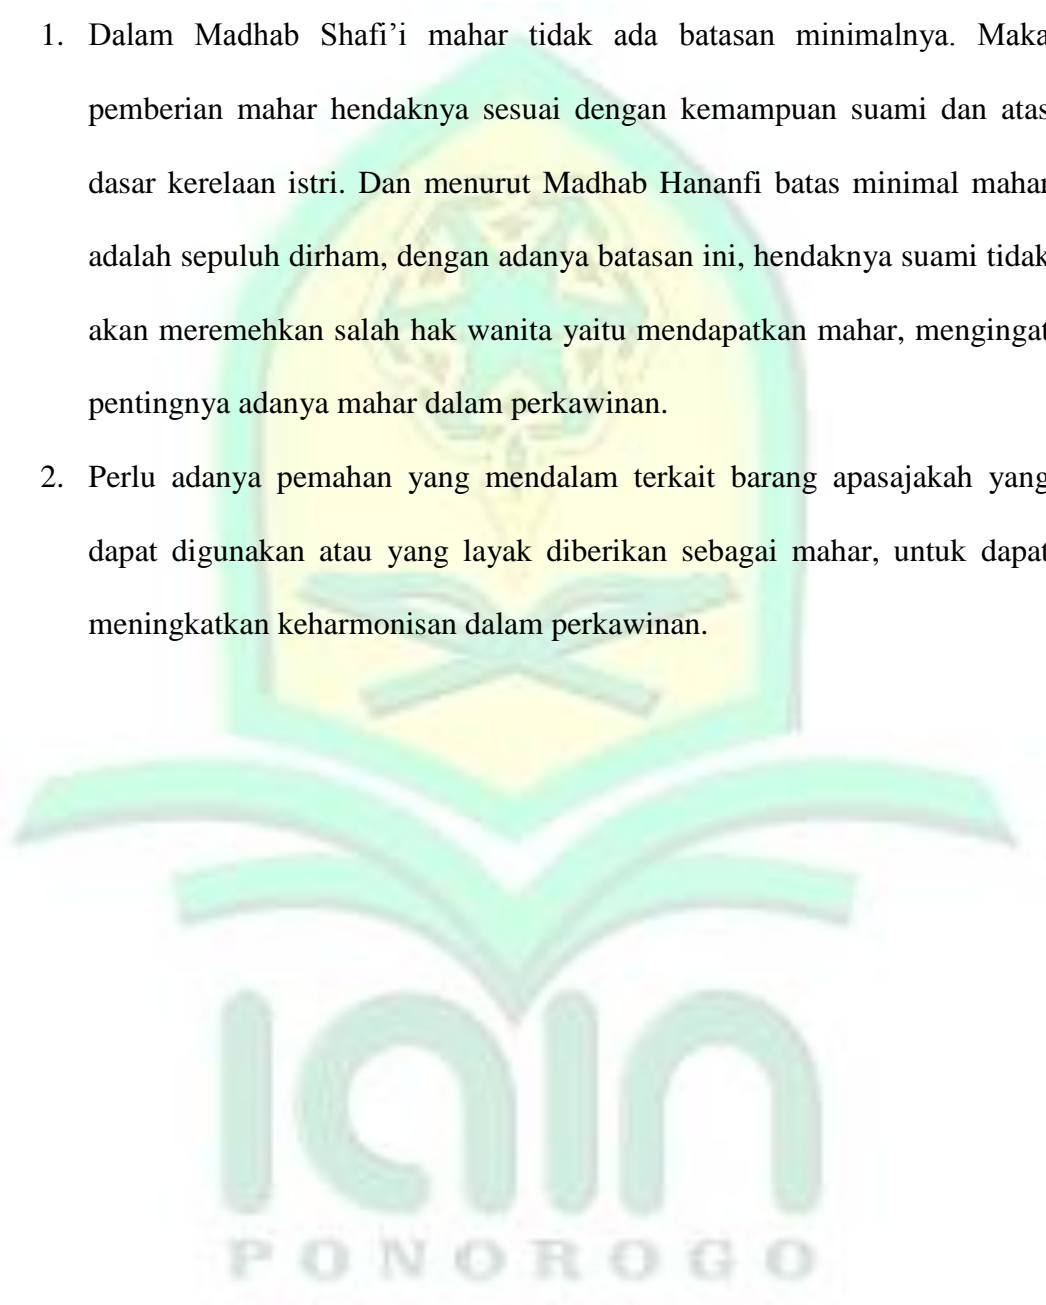 1. Dalam Madhab Shafi’i mahar tidak ada batasan minimalnya. Maka
pemberian mahar hendaknya sesuai dengan kemampuan suami dan atas
dasar kerelaan istri. Dan menurut Madhab Hananfi batas minimal mahar
adalah sepuluh dirham, dengan adanya batasan ini, hendaknya suami tidak
akan meremehkan salah hak wanita yaitu mendapatkan mahar, mengingat
pentingnya adanya mahar dalam perkawinan.
2. Perlu adanya pemahan yang mendalam terkait barang apasajakah yang
dapat digunakan atau yang layak diberikan sebagai mahar, untuk dapat
meningkatkan keharmonisan dalam perkawinan.
iain
PONOROGO